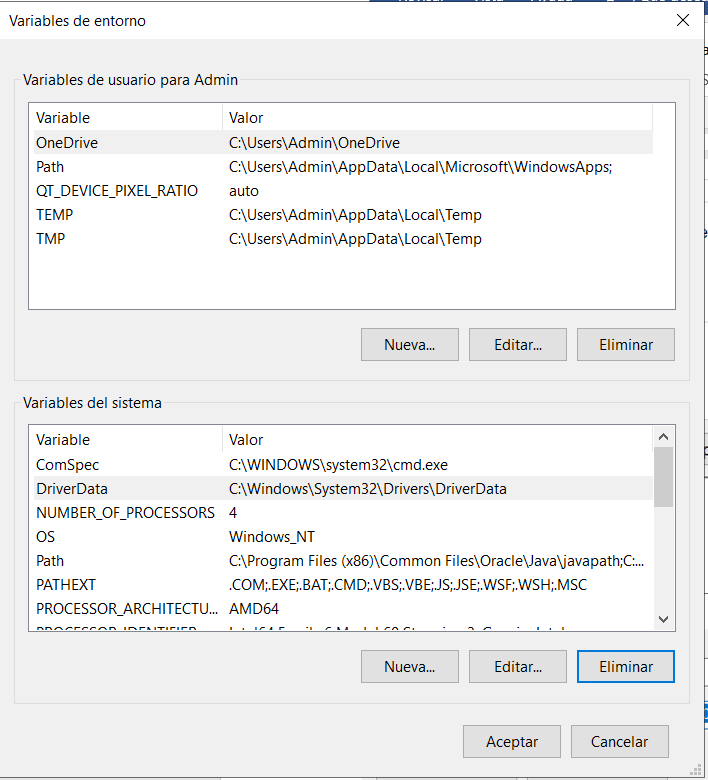 Variables de entorno
Variables de usuario para Admin
Variable Valor
OneDrive C:\Users\Admin\OneDrive
Path C:\Users\Admin\AppData\Local\Microsoft\WindowsApps;
QT_DEVICE_PIXEL_RATIO auto
TEMP C:\Users\Admin\AppData\Local\Temp
TMP C:\Users\Admin\AppData\Local\Temp
Nueva... Editar... Eliminar
Variables del sistema
Variable Valor
ComSpec C:\WINDOWS\system32\cmd.exe
DriverData C:\Windows\System32\Drivers\DriverData
NUMBER_OF_PROCESSORS 4
OS Windows_NT
Path C:\Program Files (x86)\Common Files\Oracle\Java\javapath;C:...
PATHEXT .COM;.EXE;.BAT;.CMD;.VBS;.VBE;.JS;.JSE;.WSF;.WSH;.MSC
PROCESSOR_ARCHITECTU... AMD64
Nueva... Editar... Eliminar
Aceptar Cancelar